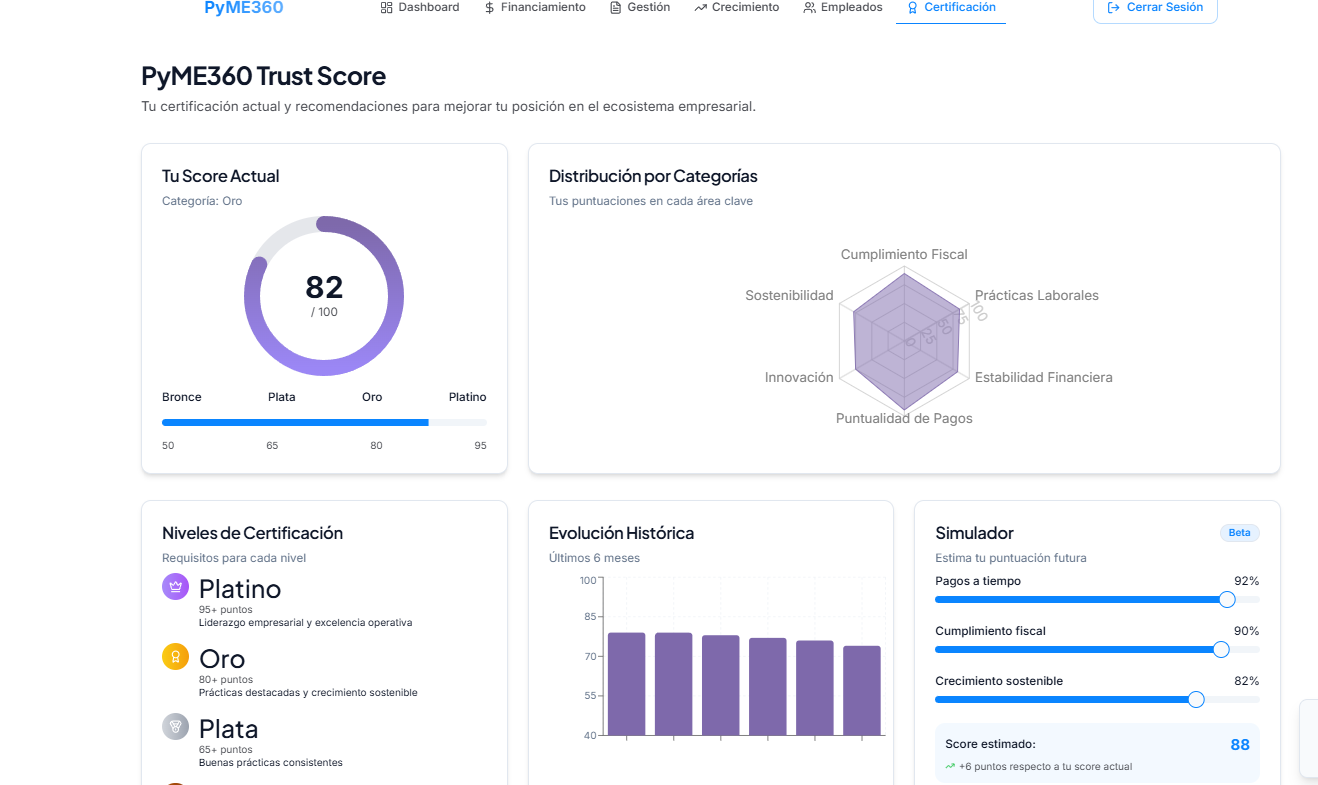 PyME360
Dashboard
Financiamiento
Gestión
Crecimiento
Empleados
Certificación
Cerrar Sesión
PyME360 Trust Score
Tu certificación actual y recomendaciones para mejorar tu posición en el ecosistema empresarial.
Tu Score Actual
Categoría: Oro
82
/ 100
Bronce Plata Oro Platino
50 65 80 95
Distribución por Categorías
Tus puntuaciones en cada área clave
Cumplimiento Fiscal
Sostenibilidad
Prácticas Laborales
0 25 50 75 100
Innovación
Estabilidad Financiera
Puntualidad de Pagos
Niveles de Certificación
Requisitos para cada nivel
Platino
95+ puntos
Liderazgo empresarial y excelencia operativa
Oro
80+ puntos
Prácticas destacadas y crecimiento sostenible
Plata
65+ puntos
Buenas prácticas consistentes
Evolución Histórica
Últimos 6 meses
100
85
70
55
40
Simulador
Beta
Estima tu puntuación futura
Pagos a tiempo 92%
Cumplimiento fiscal 90%
Crecimiento sostenible 82%
Score estimado: 88
+6 puntos respecto a tu score actual